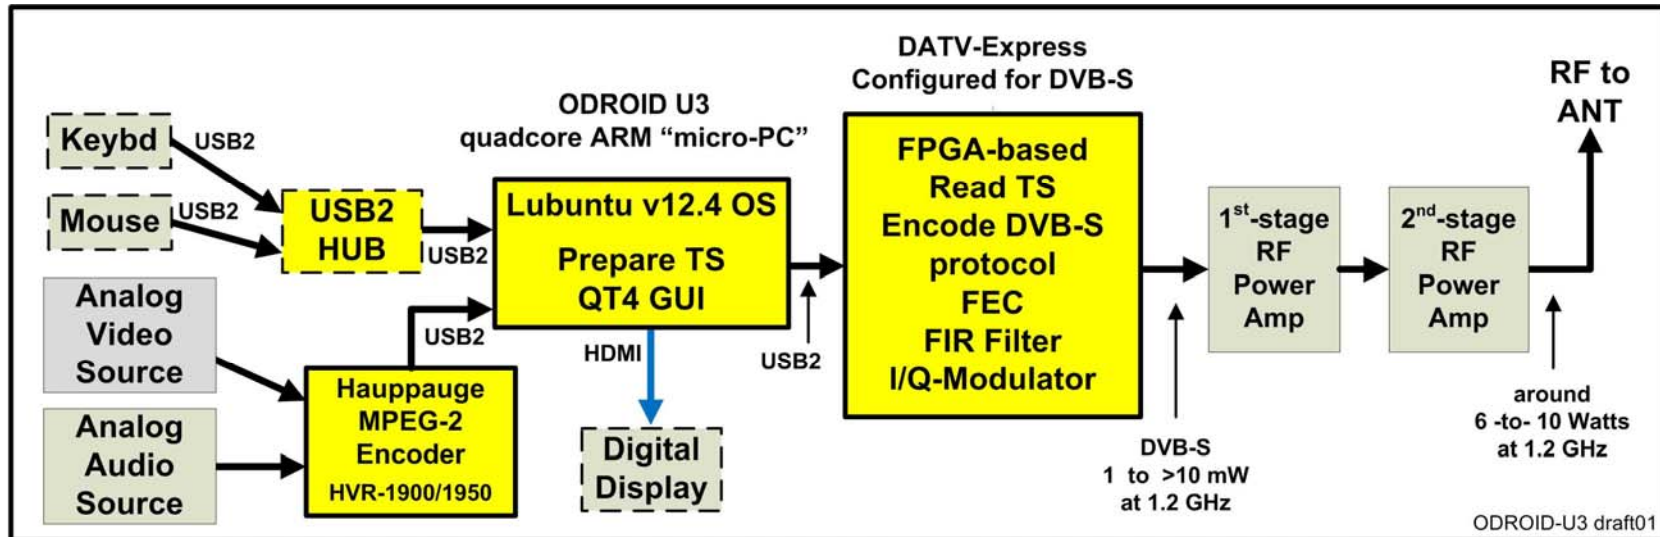 Keybd
USB2
Mouse
USB2
USB2
HUB
USB2
Analog
Video
Source
Analog
Audio
Source
Hauppauge
MPEG-2
Encoder
HVR-1900/1950
USB2
ODROID U3
quadcore ARM “micro-PC”
Lubuntu v12.4 OS
Prepare TS
QT4 GUI
HDMI
Digital
Display
USB2
DATV-Express
Configured for DVB-S
FPGA-based
Read TS
Encode DVB-S
protocol
FEC
FIR Filter
I/Q-Modulator
DVB-S
1 to >10 mW
at 1.2 GHz
1st-stage
RF
Power
Amp
2nd-stage
RF
Power
Amp
RF to
ANT
around
6 -to- 10 Watts
at 1.2 GHz
ODROID-U3 draft01